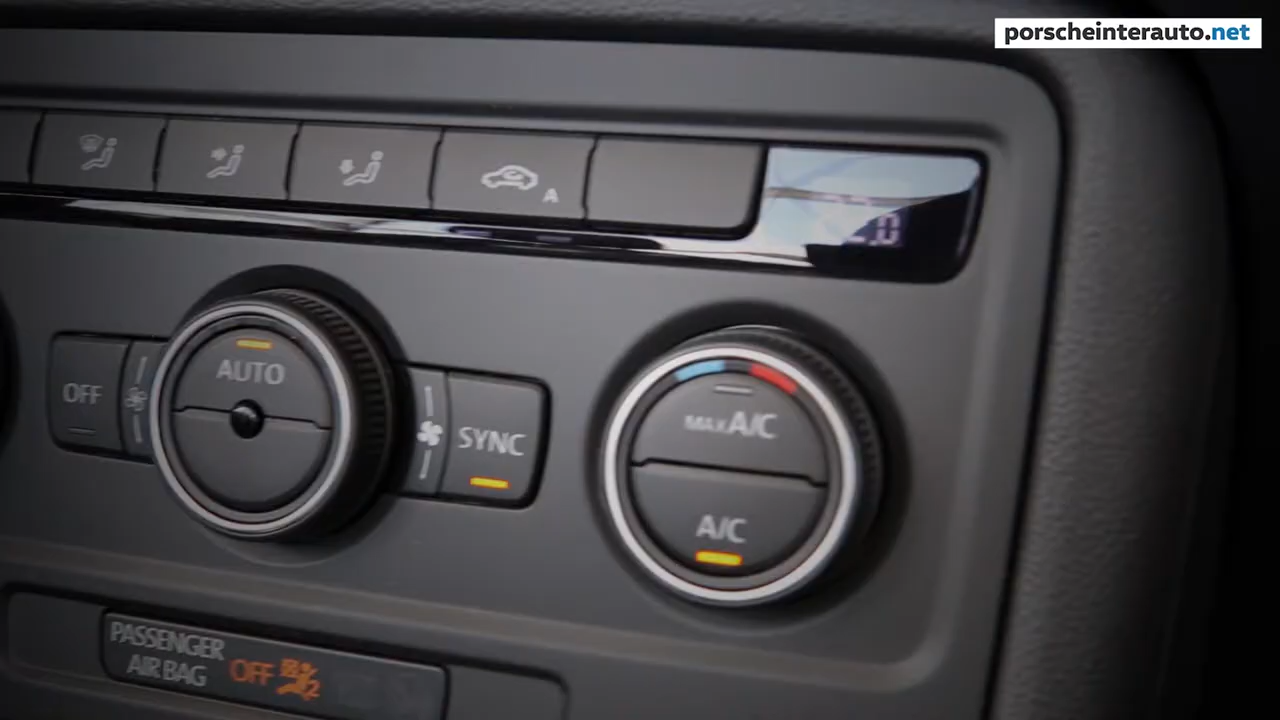 porscheinterauto.net
A
AUTO
OFF
SYNC
MAX A/C
A/C
PASSENGER
AIR BAG OFF